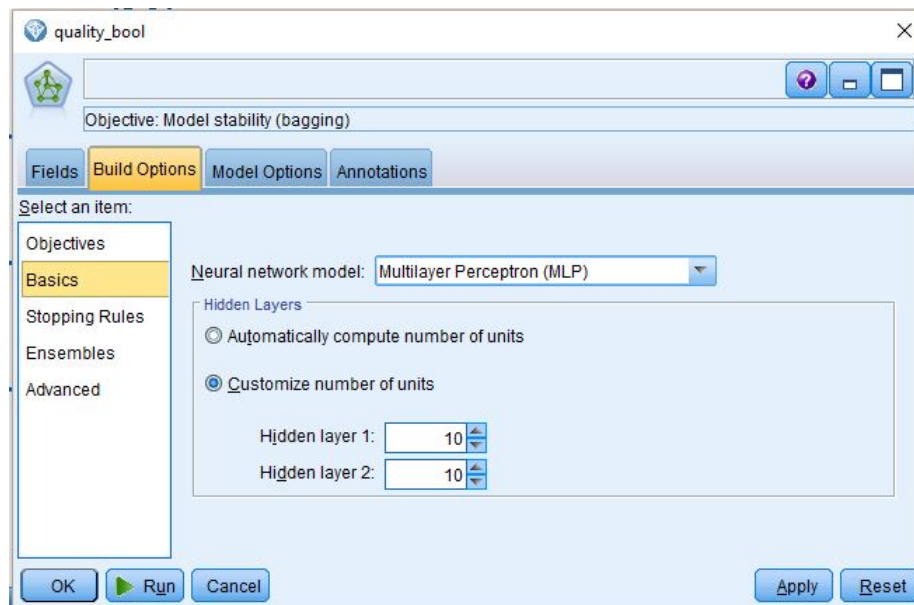 quality_bool
Objective: Model stability (bagging)
Fields Build Options Model Options Annotations
Select an item:
Objectives
Basics
Stopping Rules
Ensembles
Advanced
Neural network model: Multilayer Perceptron (MLP)
Hidden Layers
Automatically compute number of units
Customize number of units
Hidden layer 1: 10
Hidden layer 2: 10
OK Run Cancel Apply Reset